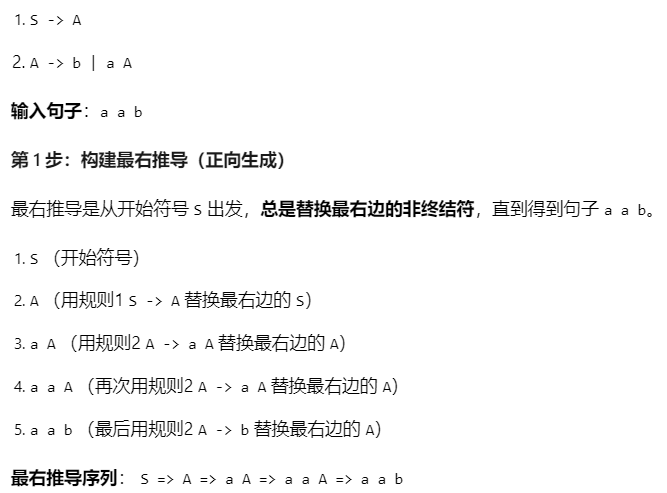 1. S -> A
2. A -> b | a A
输入句子：a a b
第 1 步：构建最右推导（正向生成）
最右推导是从开始符号 S 出发，总是替换最右边的非终结符，直到得到句子 a a b。
1. S （开始符号）
2. A （用规则1 S -> A 替换最右边的 S）
3. a A （用规则2 A -> a A 替换最右边的 A）
4. a a A （再次用规则2 A -> a A 替换最右边的 A）
5. a a b （最后用规则2 A -> b 替换最右边的 A）
最右推导序列： S => A => a A => a a A => a a b